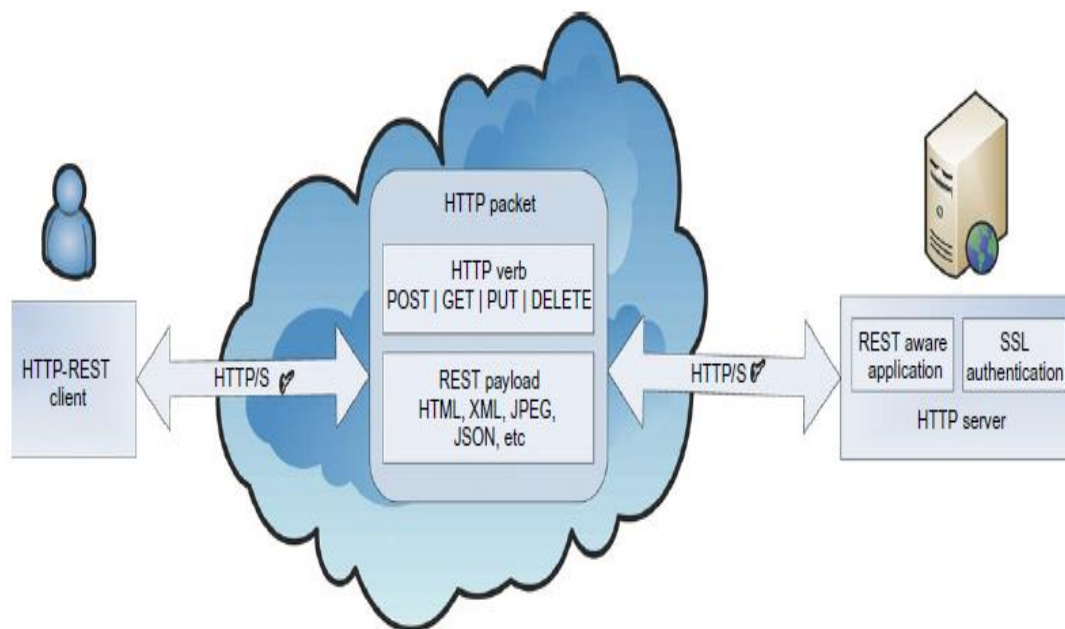 HTTP packet
HTTP verb
POST | GET | PUT | DELETE
HTTP-REST
client
HTTP/S
REST payload
HTML, XML, JPEG,
JSON, etc
HTTP/S
REST aware
application
SSL
authentication
HTTP server